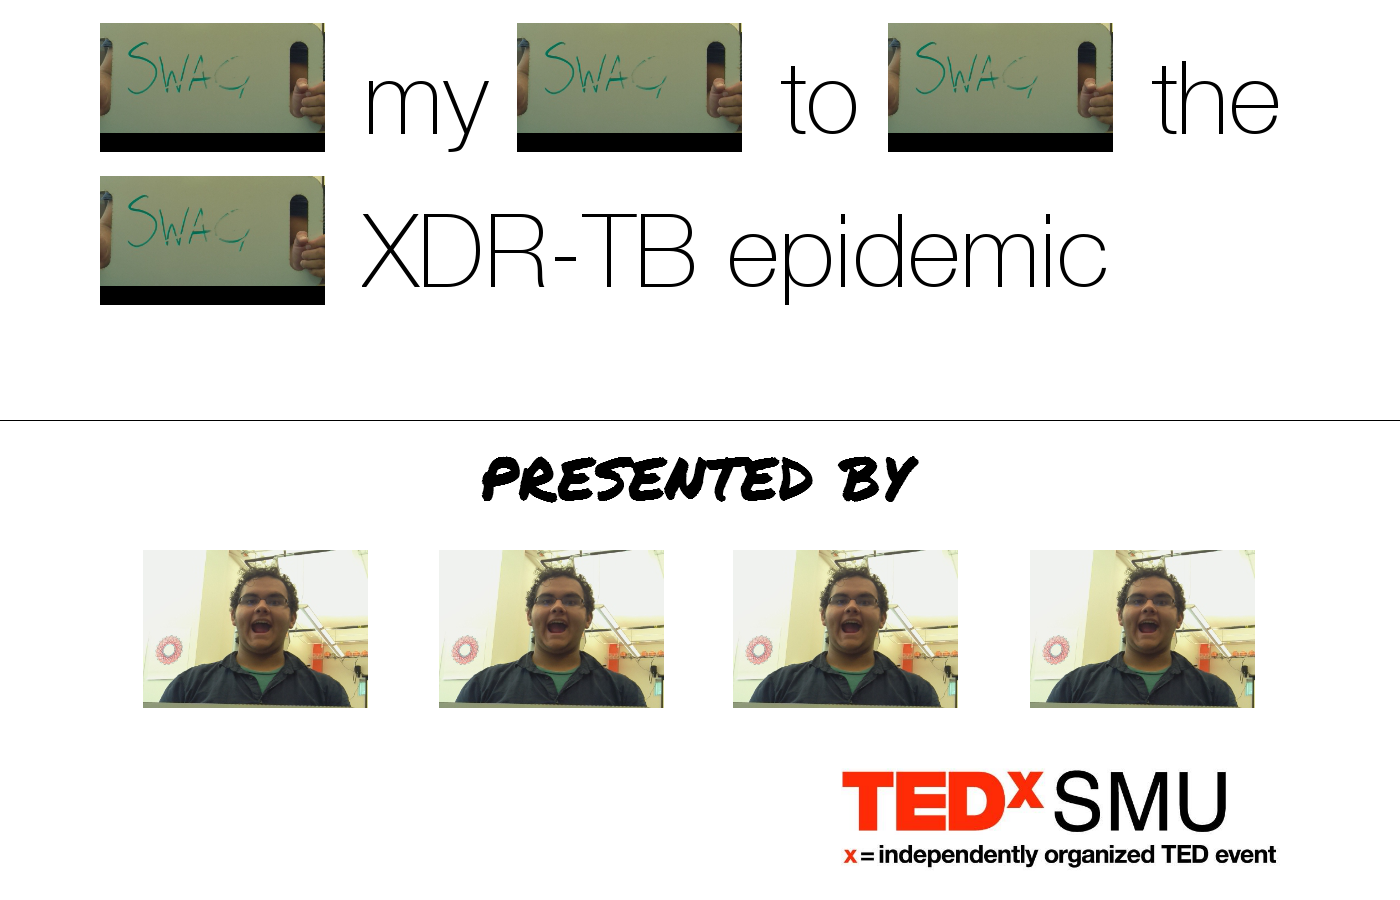 SWAG my SWAG to SWAG the
SWAG XDR-TB epidemic
PRESENTED BY
TEDx SMU
x = independently organized TED event